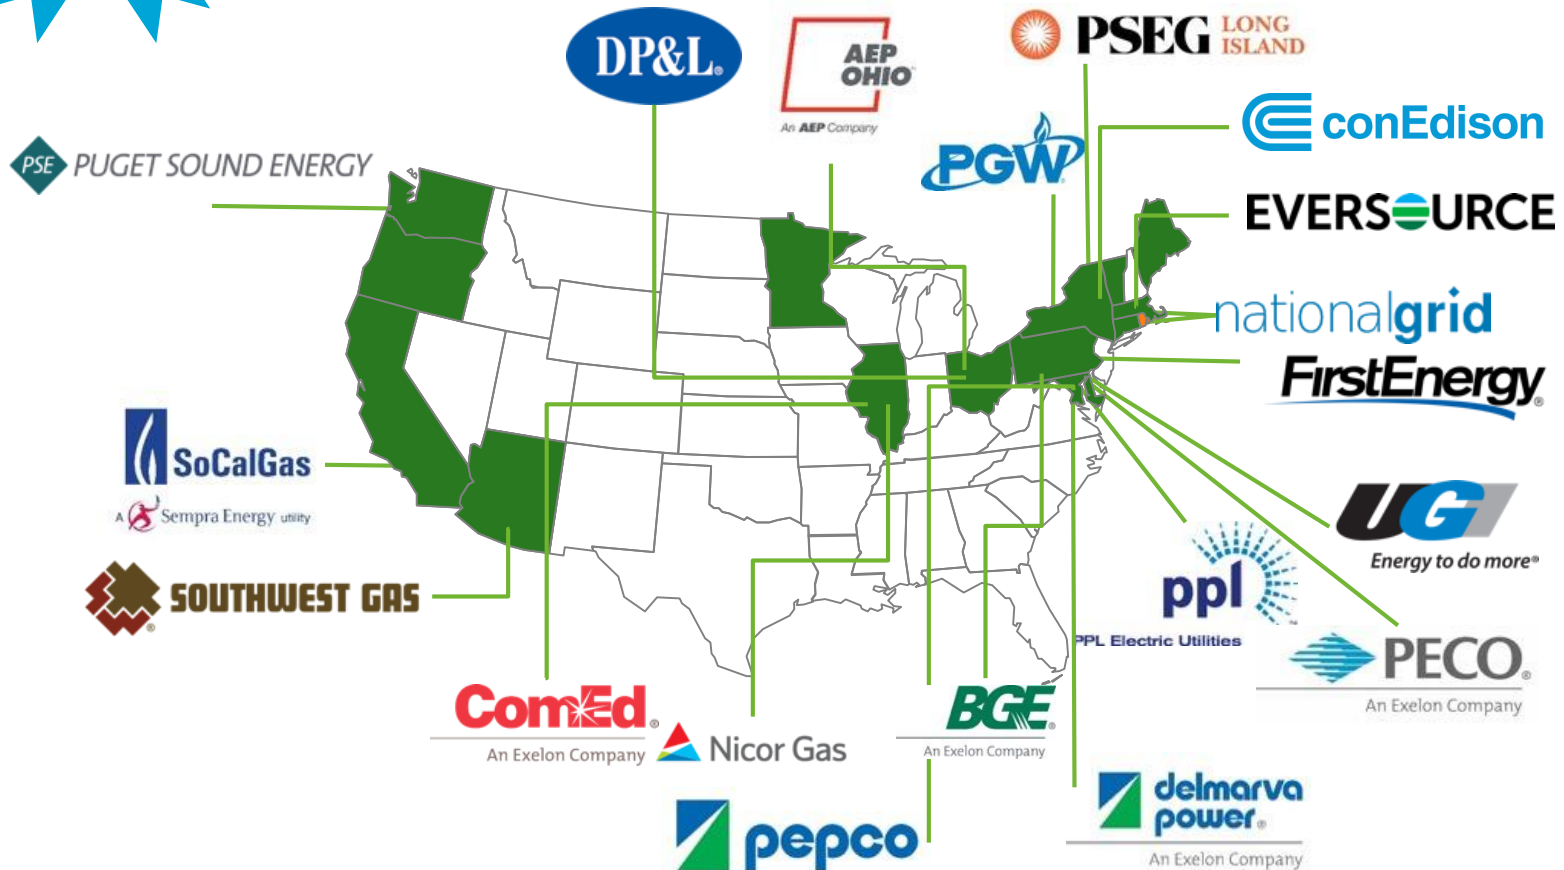 DP&L®
AEP
OHIO
An AEP Company
PSEG LONG
ISLAND
conEdison
PGW
PSE PUGET SOUND ENERGY
EVERSOURCE
nationalgrid
FirstEnergy®
SoCalGas
A Sempra Energy utility
UGI
Energy to do more®
SOUTHWEST GAS
®
ppl
PPL Electric Utilities
PECO®
An Exelon Company
ComEd®
An Exelon Company
Nicor Gas
BGE®
An Exelon Company
delmarva
power®
An Exelon Company
pepco